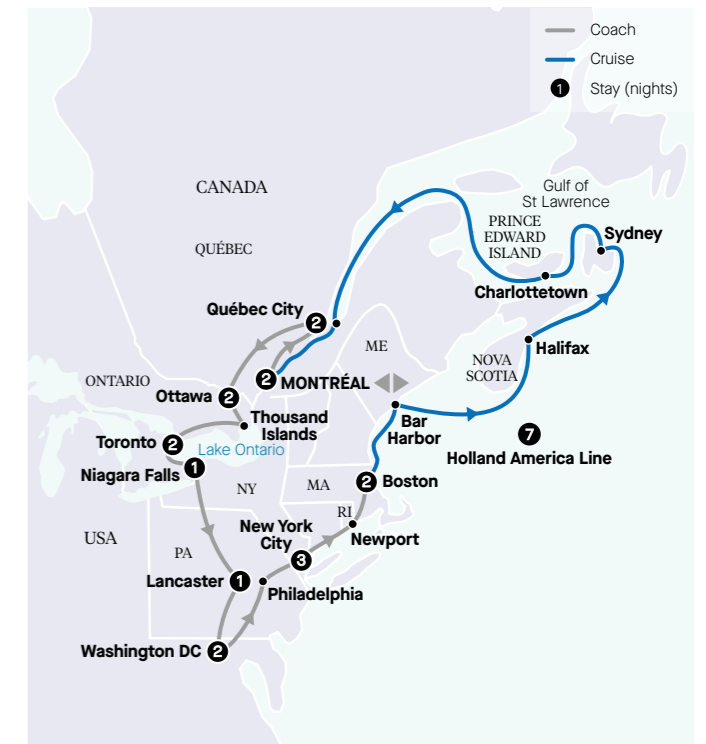 Coach
Cruise
1 Stay (nights)
CANADA
Gulf of
St Lawrence
PRINCE
EDWARD
ISLAND
Sydney
QUÉBEC
Charlottetown
Québec City 2
ME
Halifax
NOVA
SCOTIA
ONTARIO
2 MONTRÉAL
Ottawa 2
Thousand
Islands
Bar
Harbor
Toronto 2
Lake Ontario
7
Holland America Line
Niagara Falls 1
NY
MA
2 Boston
RI
USA
PA
New York
City 3
Newport
Lancaster 1
Philadelphia
Washington DC 2